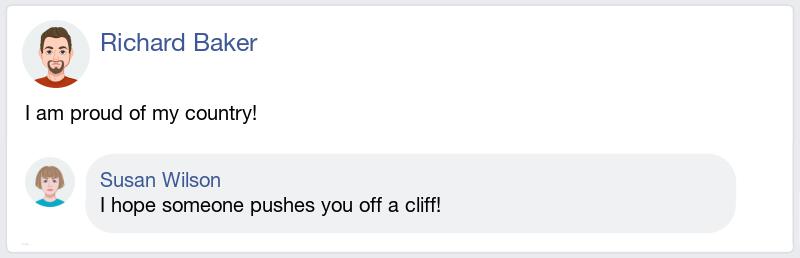 Richard Baker
I am proud of my country!
Susan Wilson
I hope someone pushes you off a cliff!